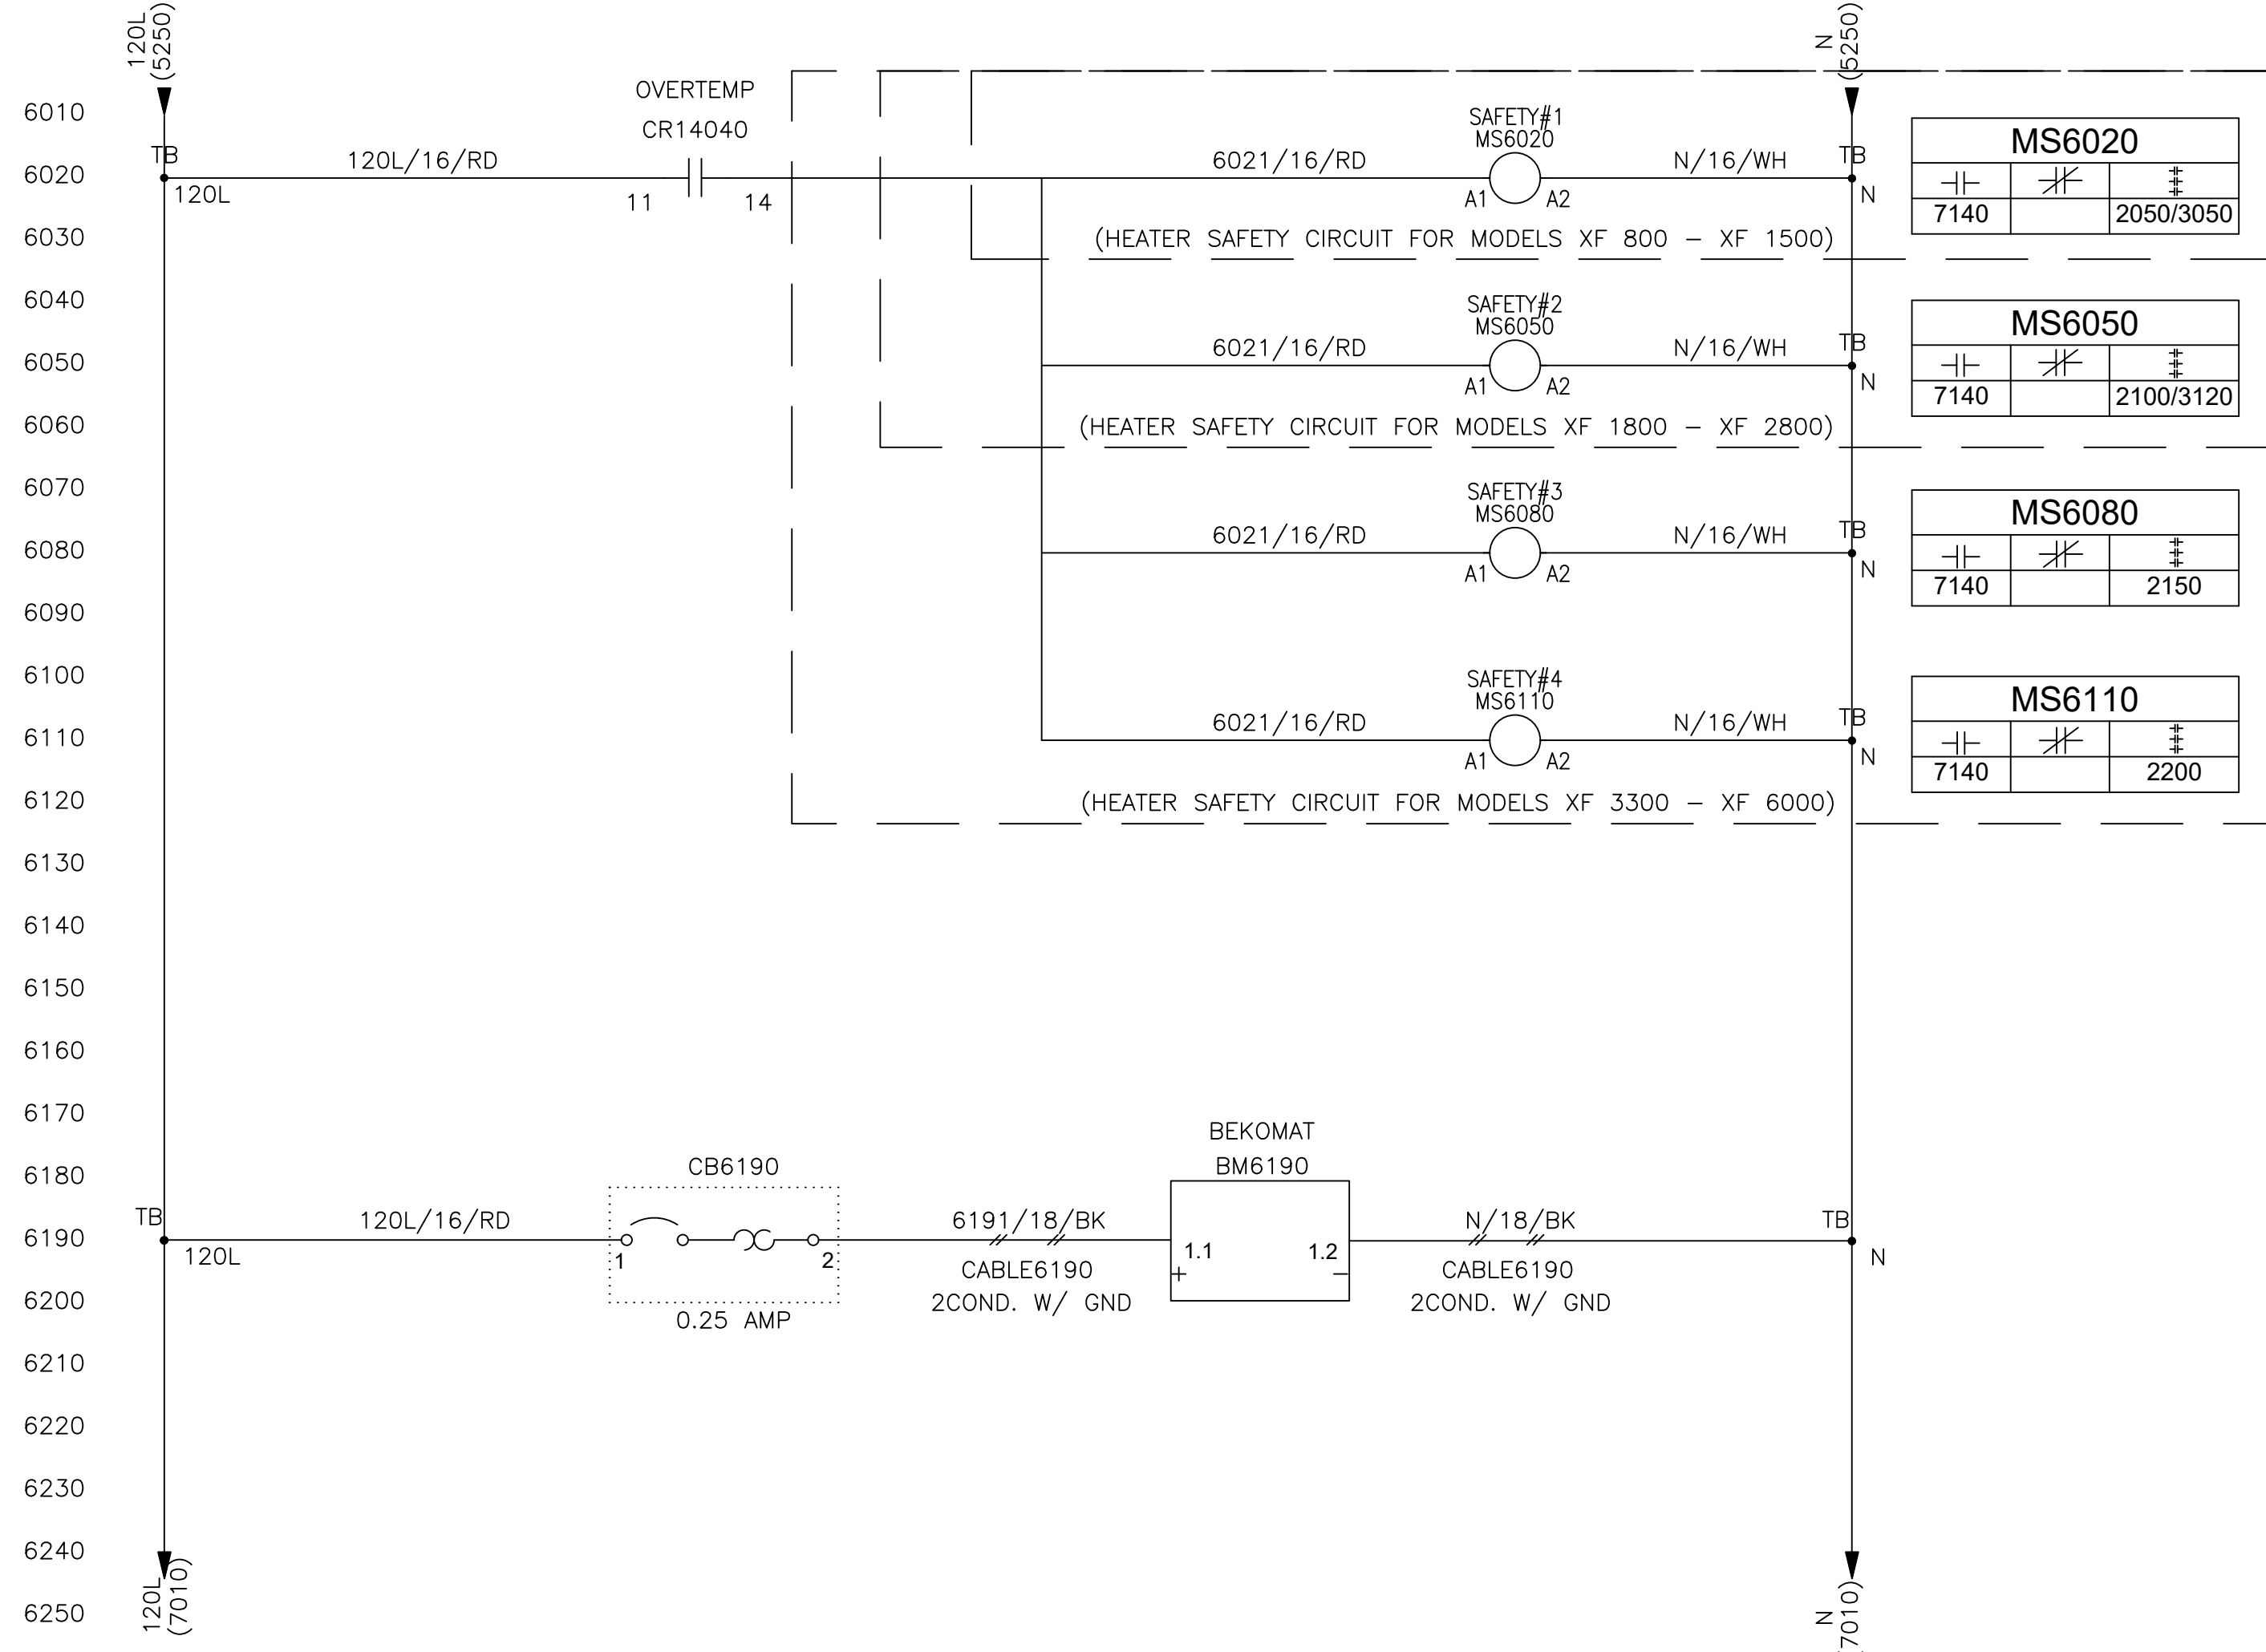 120L
(5250)
N
(5250)
OVERTEMP
CR14040
SAFETY#1
MS6020
6010
TB
120L/16/RD
6021/16/RD
N/16/WH
TB
MS6020
6020
120L
11
14
A1
A2
N
7140
2050/3050
6030
(HEATER SAFETY CIRCUIT FOR MODELS XF 800 – XF 1500)
6040
SAFETY#2
MS6050
MS6050
6050
6021/16/RD
N/16/WH
TB
A1
A2
N
7140
2100/3120
6060
(HEATER SAFETY CIRCUIT FOR MODELS XF 1800 – XF 2800)
6070
SAFETY#3
MS6080
MS6080
6080
6021/16/RD
N/16/WH
TB
A1
A2
N
7140
2150
6090
6100
SAFETY#4
MS6110
MS6110
6110
6021/16/RD
N/16/WH
TB
A1
A2
N
7140
2200
6120
(HEATER SAFETY CIRCUIT FOR MODELS XF 3300 – XF 6000)
6130
6140
6150
6160
6170
BEKOMAT
BM6190
6180
CB6190
TB
120L/16/RD
6191/18/BK
N/18/BK
TB
6190
120L
1
2
1.1
1.2
N
+
–
CABLE6190
2COND. W/ GND
CABLE6190
2COND. W/ GND
6200
0.25 AMP
6210
6220
6230
6240
6250
120L
(7010)
N
(7010)